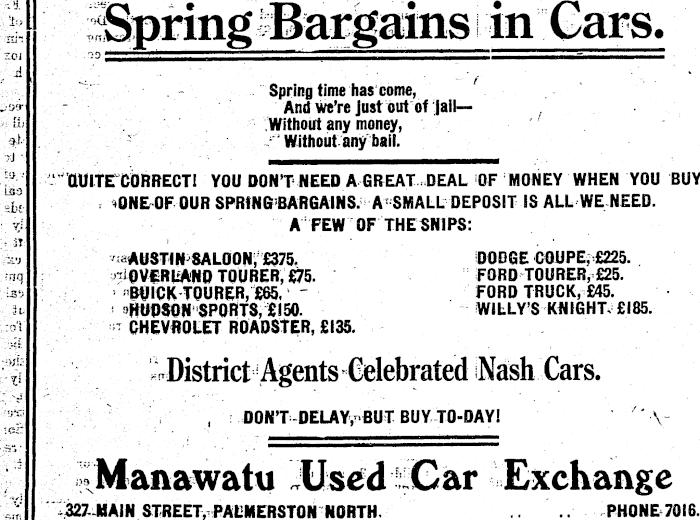 Spring Bargains in Cars.
Spring time has come,
And we're just out of jail—
Without any money,
Without any bail.
QUITE CORRECT! YOU DON'T NEED A GREAT DEAL OF MONEY WHEN YOU BUY
ONE OF OUR SPRING BARGAINS. A SMALL DEPOSIT IS ALL WE NEED.
A FEW OF THE SNIPS:
AUSTIN SALOON, £375.
OVERLAND TOURER, £75.
BUICK TOURER, £65.
HUDSON SPORTS, £150.
CHEVROLET ROADSTER, £135.
DODGE COUPE, £225.
FORD TOURER, £25.
FORD TRUCK, £45.
WILLY'S KNIGHT. £185.
District Agents Celebrated Nash Cars.
DON'T DELAY, BUT BUY TO-DAY!
Manawatu Used Car Exchange
327 MAIN STREET, PALMERSTON NORTH. .. .. PHONE 7018.